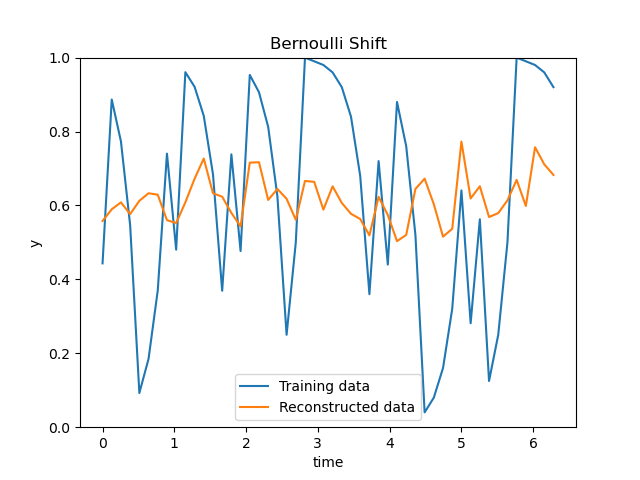 Bernoulli Shift
1.0
0.8
0.6
0.4
0.2
0.0
y
Training data
Reconstructed data
0 1 2 3 4 5 6
time